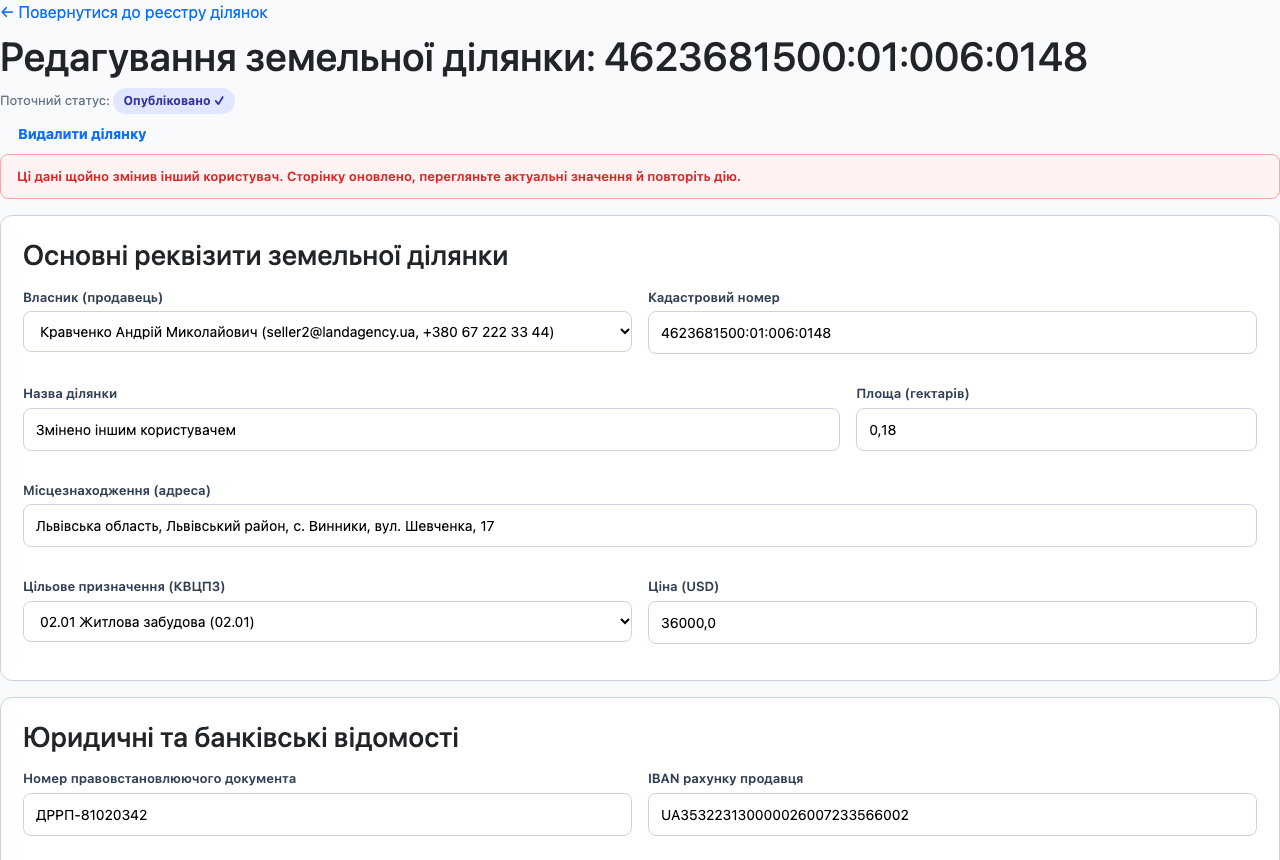 ← Повернутися до реєстру ділянок
Редагування земельної ділянки: 4623681500:01:006:0148
Поточний статус: Опубліковано ✓
Видалити ділянку
Ці дані щойно змінив інший користувач. Сторінку оновлено, перегляньте актуальні значення й повторіть дію.
Основні реквізити земельної ділянки
Власник (продавець)
Кадастровий номер
Кравченко Андрій Миколайович (seller2@landagency.ua, +380 67 222 33 44)
4623681500:01:006:0148
Назва ділянки
Площа (гектарів)
Змінено іншим користувачем
0,18
Місцезнаходження (адреса)
Львівська область, Львівський район, с. Винники, вул. Шевченка, 17
Цільове призначення (КВЦПЗ)
Ціна (USD)
02.01 Житлова забудова (02.01)
36000,0
Юридичні та банківські відомості
Номер правовстановлюючого документа
IBAN рахунку продавця
ДРРП-81020342
UA353223130000026007233566002